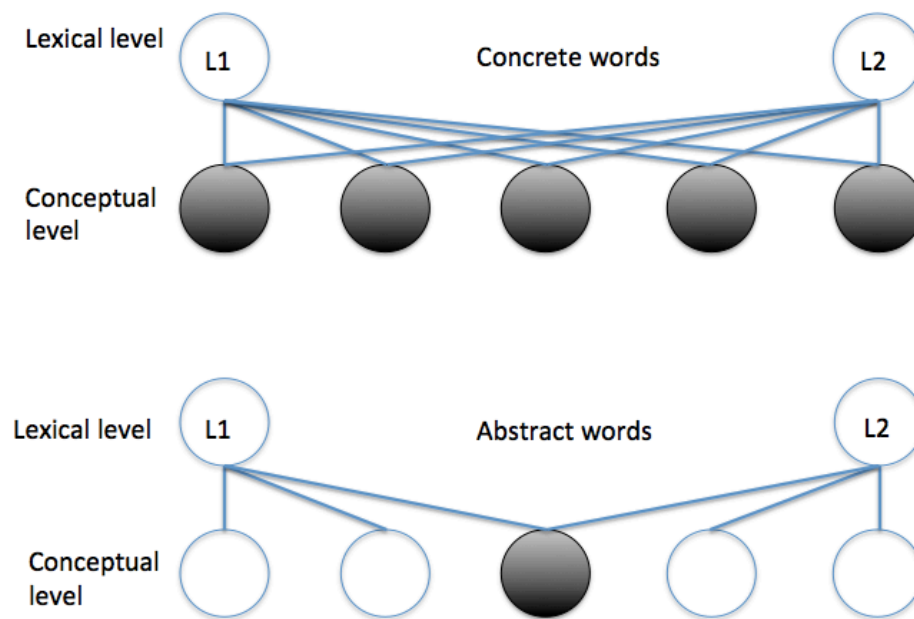 Lexical level
L1
Concrete words
L2
Conceptual
level
Lexical level
L1
Abstract words
L2
Conceptual
level